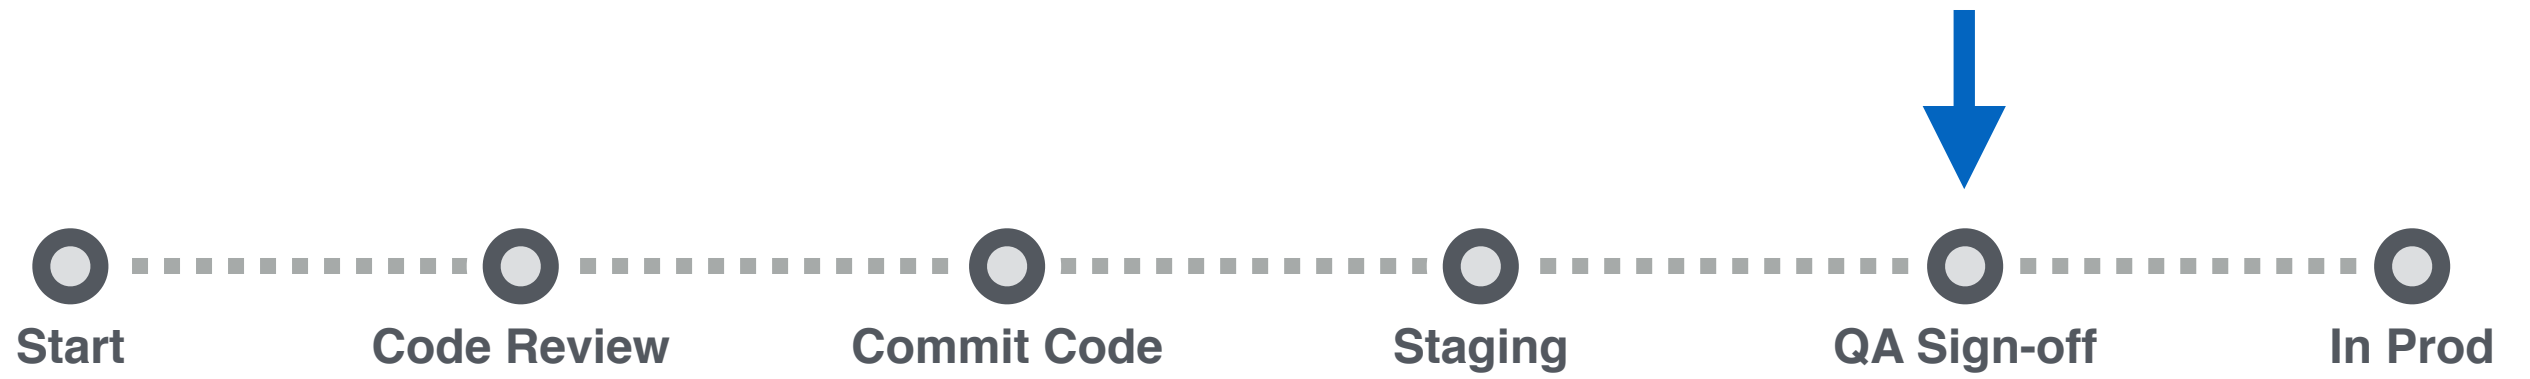 Start
Code Review
Commit Code
Staging
QA Sign-off
In Prod